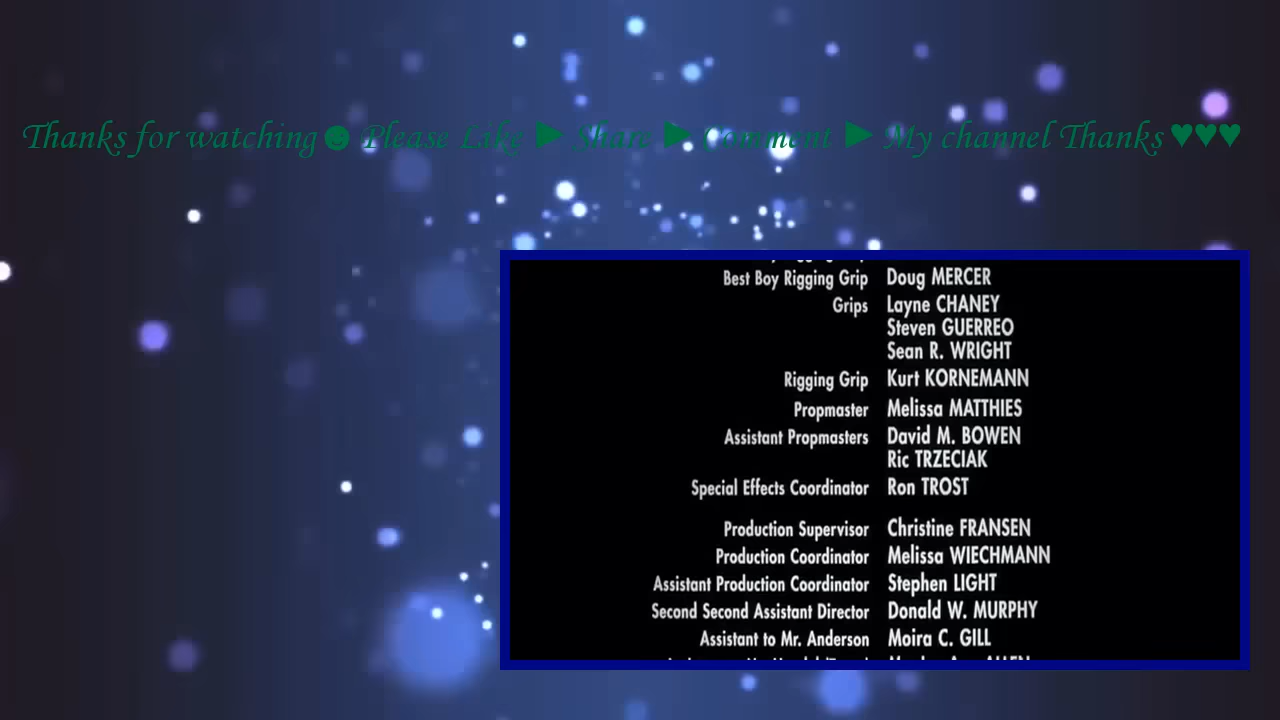 Thanks for watching☻Please Like ► Share ► Comment ► My channel Thanks♥♥♥
Best Boy Rigging Grip Doug MERCER
Grips Layne CHANEY
Steven GUERREO
Sean R. WRIGHT
Rigging Grip Kurt KORNEMANN
Propmaster Melissa MATTHIES
Assistant Propmasters David M. BOWEN
Ric TRZECIAK
Special Effects Coordinator Ron TROST
Production Supervisor Christine FRANSEN
Production Coordinator Melissa WIECHMANN
Assistant Production Coordinator Stephen LIGHT
Second Second Assistant Director Donald W. MURPHY
Assistant to Mr. Anderson Moira C. GILL